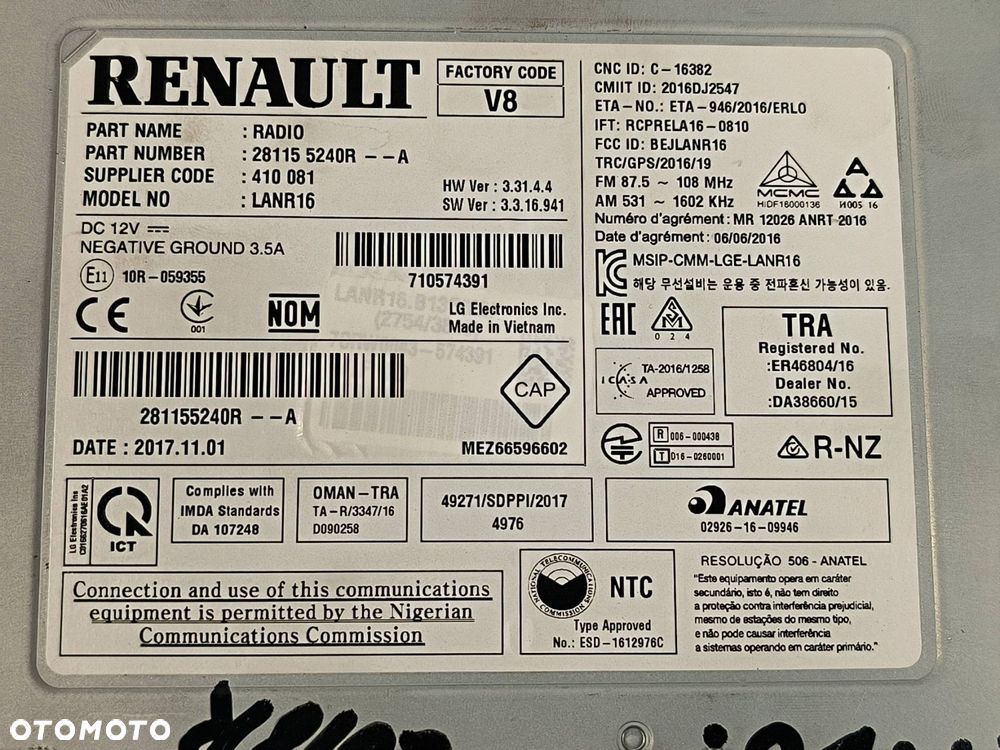 RENAULT
FACTORY CODE
V8
PART NAME : RADIO
PART NUMBER : 28115 5240R - - A
SUPPLIER CODE : 410 081
MODEL NO : LANR16
HW Ver : 3.31.4.4
SW Ver : 3.3.16.941
DC 12V
NEGATIVE GROUND 3.5A
E11 10R-059355
710574391
CE
001
NOM
LG Electronics Inc.
Made in Vietnam
281155240R - - A
CAP
DATE : 2017.11.01
MEZ66596602
CNC ID: C-16382
CMIIT ID: 2016DJ2547
ETA-NO.: ETA-946/2016/ERLO
IFT: RCPRELA16-0810
FCC ID: BEJLANR16
TRC/GPS/2016/19
FM 87.5 ~ 108 MHz
AM 531 ~ 1602 KHz
MCMC
HIDF16000136
И005 16
Numéro d'agrément: MR 12026 ANRT 2016
Date d'agrément: 06/06/2016
MSIP-CMM-LGE-LANR16
해당 무선설비는 운용 중 전파혼신 가능성이 있음.
EAC
024
TRA
Registered No.
:ER46804/16
Dealer No.
:DA38660/15
ICASA
TA-2016/1258
APPROVED
R 006-000438
T D16-0260001
R-NZ
LG Electronics Inc
ICT
Complies with
IMDA Standards
DA 107248
OMAN-TRA
TA-R/3347/16
D090258
49271/SDPPI/2017
4976
ANATEL
02926-16-09946
Connection and use of this communications
equipment is permitted by the Nigerian
Communications Commission
NATIONAL TELECOMMUNICATIONS COMMISSION
NTC
Type Approved
No.: ESD-1612976C
RESOLUÇÃO 506 - ANATEL
"Este equipamento opera em caráter
secundário, isto é, não tem direito
a proteção contra interferência prejudicial,
mesmo de estações do mesmo tipo,
e não pode causar interferência
a sistemas operando em caráter primário."
OTOMOTO